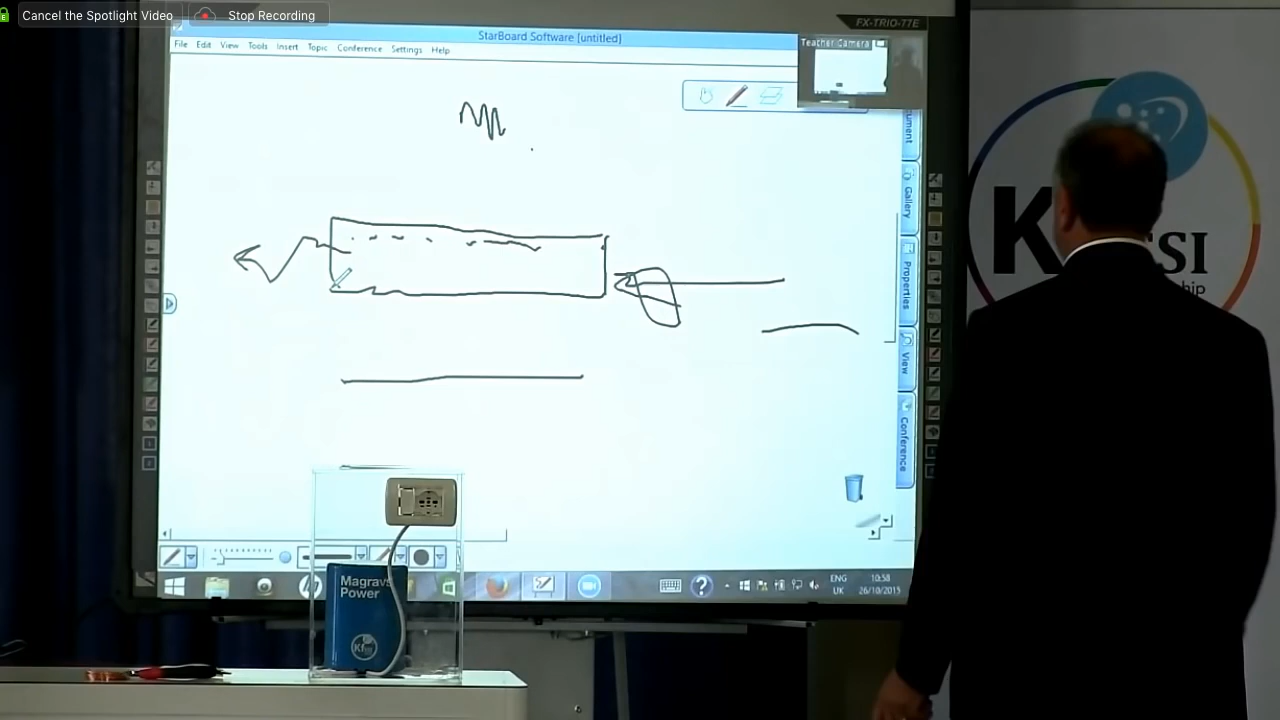 Cancel the Spotlight Video
Stop Recording
FX-TRIO-77E
StarBoard Software [untitled]
File Edit View Tools Insert Topic Conference Settings Help
Teacher Camera
Gallery
Properties
View
Conference
K SI
Magravs
Power
Kf
ENG
UK
10:58
26/10/2015